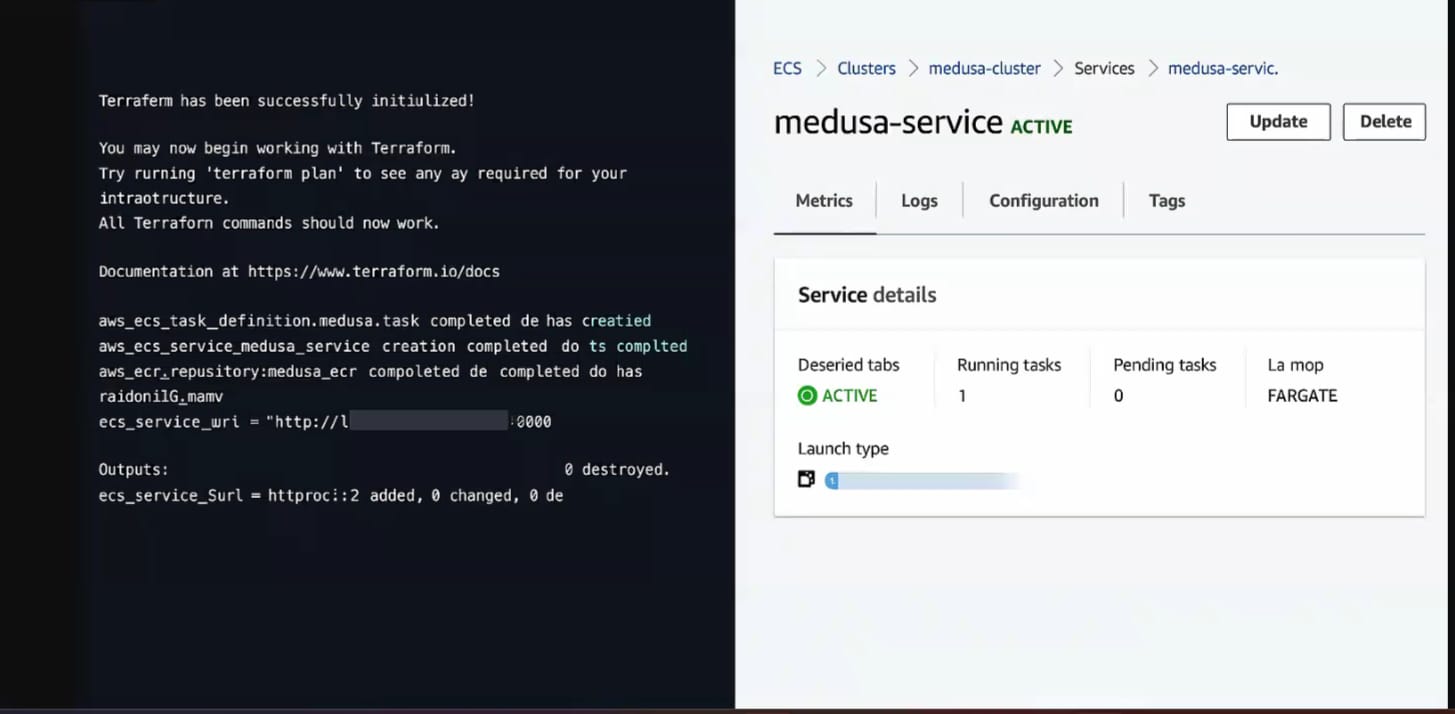 Terraferm has been successfully initiulized!
You may now begin working with Terraform.
Try rurning 'terraform plan' to see any ay required for your
intraotructure.
All Terraforn commands should now work.
Documentation at https://www.terraform.io/docs
aws_ecs_task_definition.medusa.task completed de has creatied
aws_ecs_service_medusa_service creation completed do ts complted
aws_ecr_repusitory:medusa_ecr compoleted de completed do has
raidonilG_mamv
ecs_service_wri = "http://l :0000
Outputs: 0 destroyed.
ecs_service_Surl = httproci::2 added, 0 changed, 0 de
ECS > Clusters > medusa-cluster > Services > medusa-servic.
medusa-service ACTIVE
Update Delete
Metrics Logs Configuration Tags
Service details
Deseried tabs Running tasks Pending tasks La mop
ACTIVE 1 0 FARGATE
Launch type
1